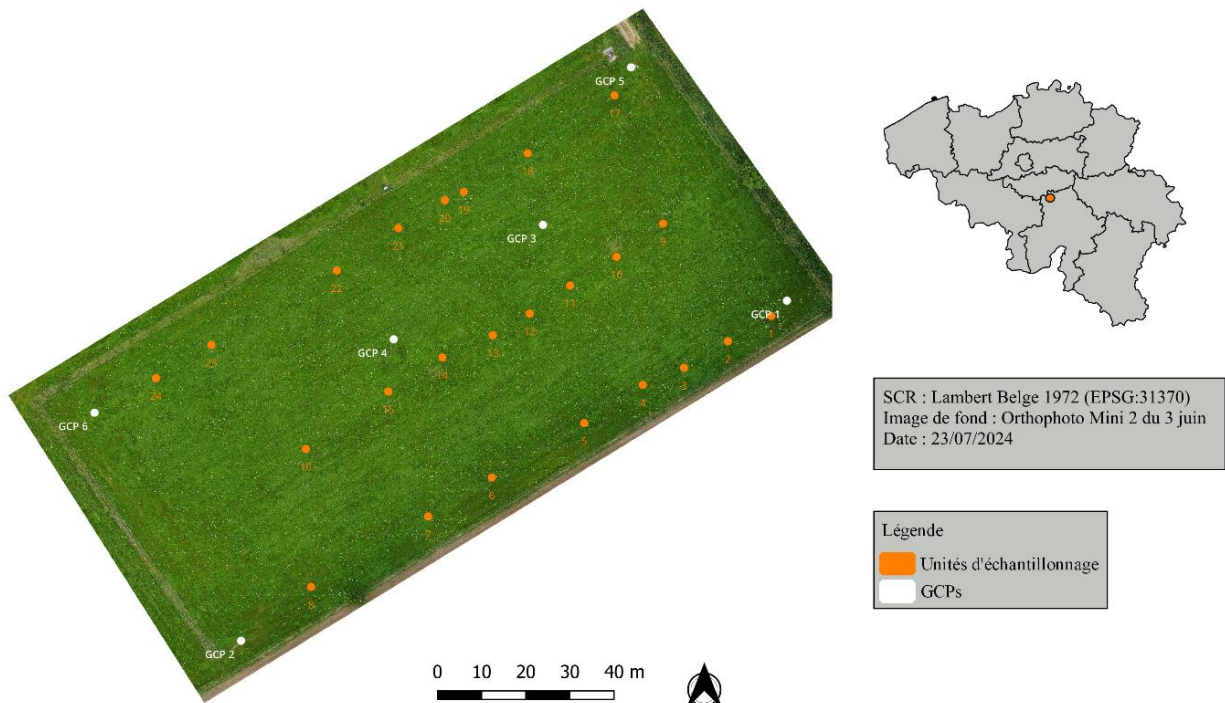 GCP 5
17
18
20
19
GCP 3
9
21
10
22
11
GCP 1
1
12
2
GCP 4
13
23
14
3
24
15
4
GCP 6
5
16
6
7
8
GCP 2
0 10 20 30 40 m
SCR : Lambert Belge 1972 (EPSG:31370)
Image de fond : Orthophoto Mini 2 du 3 juin
Date : 23/07/2024
Légende
Unités d'échantillonnage
GCPs